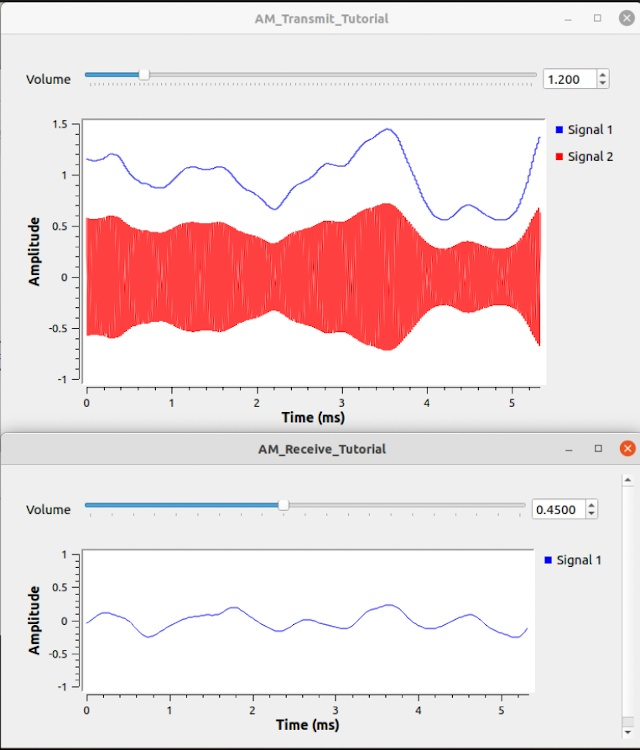 AM_Transmit_Tutorial
Volume 1.200
1.5
Signal 1
1
Signal 2
0.5
0
-0.5
-1
Amplitude
0 1 2 3 4 5
Time (ms)
AM_Receive_Tutorial
Volume 0.4500
1
Signal 1
0.5
0
-0.5
-1
Amplitude
0 1 2 3 4 5
Time (ms)